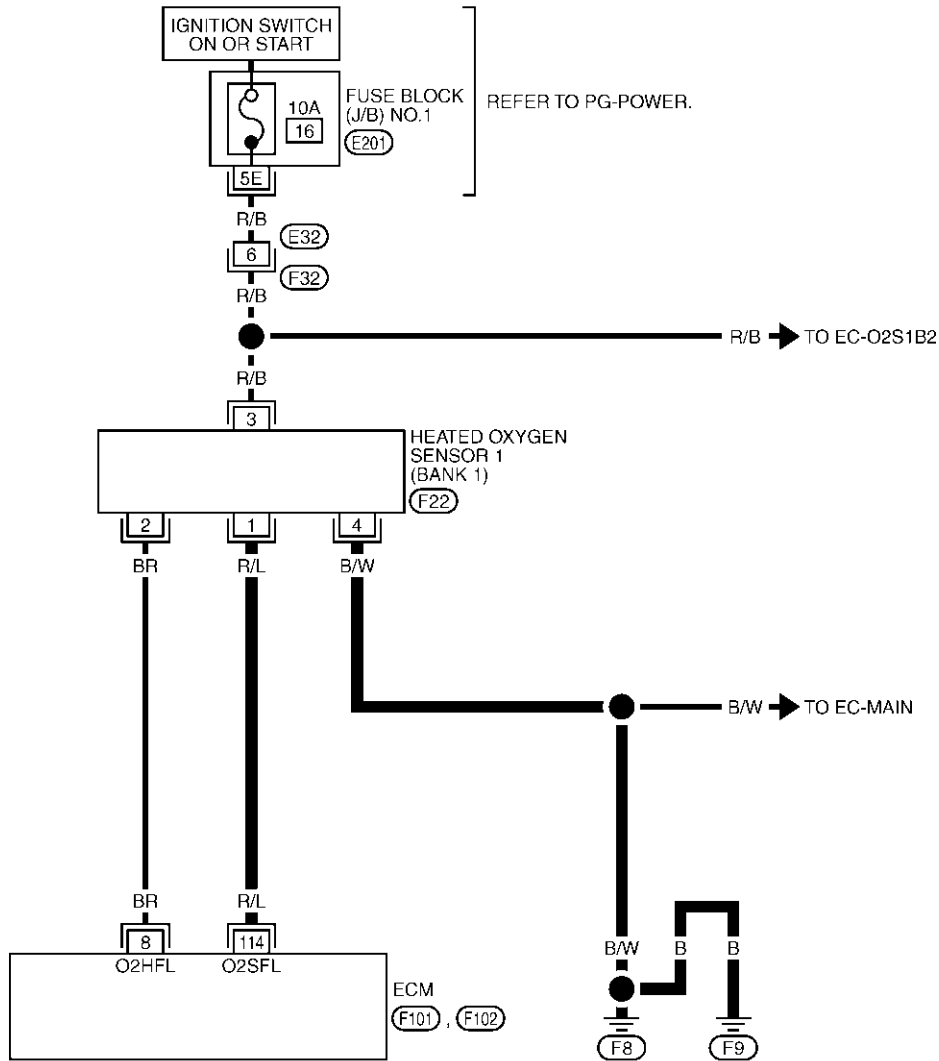 IGNITION SWITCH
ON OR START
FUSE BLOCK
(J/B) NO.1
E201
10A
16
REFER TO PG-POWER.
5E
R/B
E32
6
F32
R/B
R/B
TO EC-O2S1B2
R/B
3
HEATED OXYGEN
SENSOR 1
(BANK 1)
F22
2
1
4
BR
R/L
B/W
B/W
TO EC-MAIN
BR
R/L
8
114
O2HFL
O2SFL
B/W
B
B
ECM
F101 , F102
F8
F9